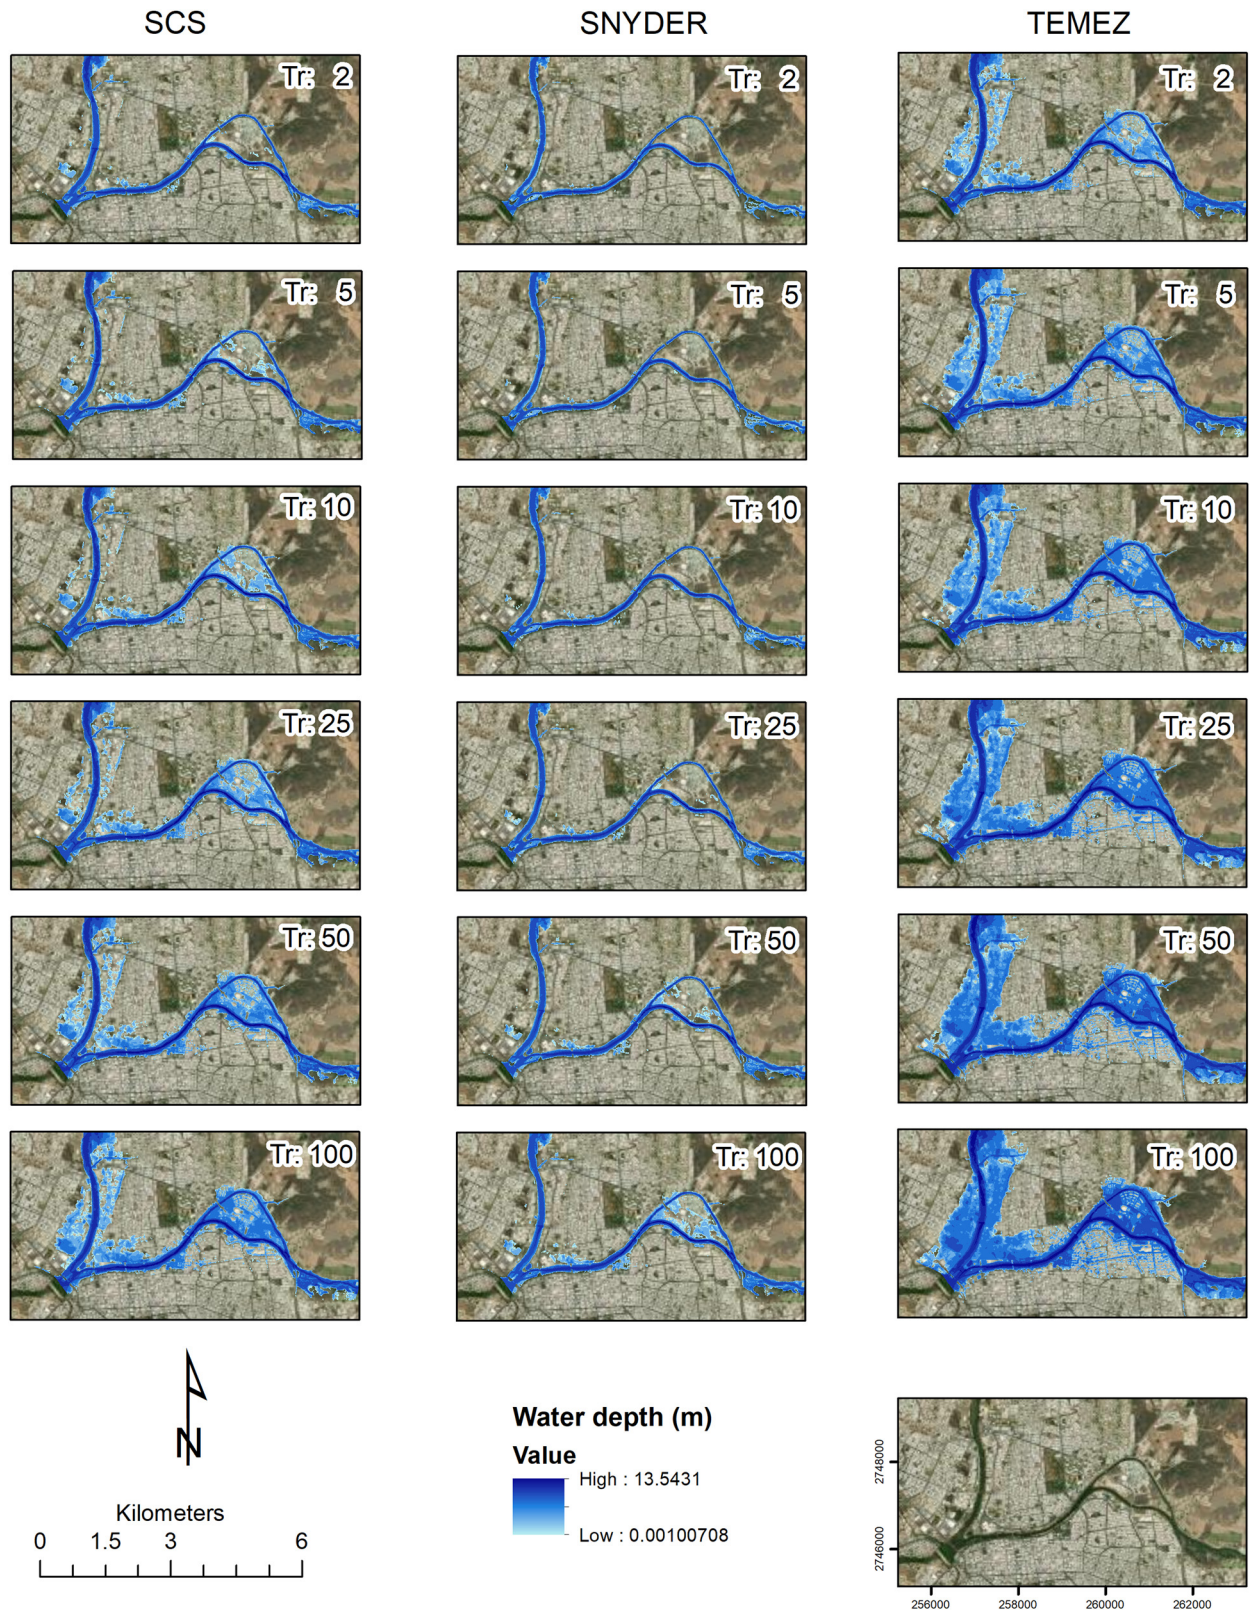 SCS SNYDER TEMEZ
Tr: 2 Tr: 2 Tr: 2
Tr: 5 Tr: 5 Tr: 5
Tr: 10 Tr: 10 Tr: 10
Tr: 25 Tr: 25 Tr: 25
Tr: 50 Tr: 50 Tr: 50
Tr: 100 Tr: 100 Tr: 100
N
Kilometers
0 1.5 3 6
Water depth (m)
Value
High : 13.5431
Low : 0.00100708
2748000
2746000
256000 258000 260000 262000